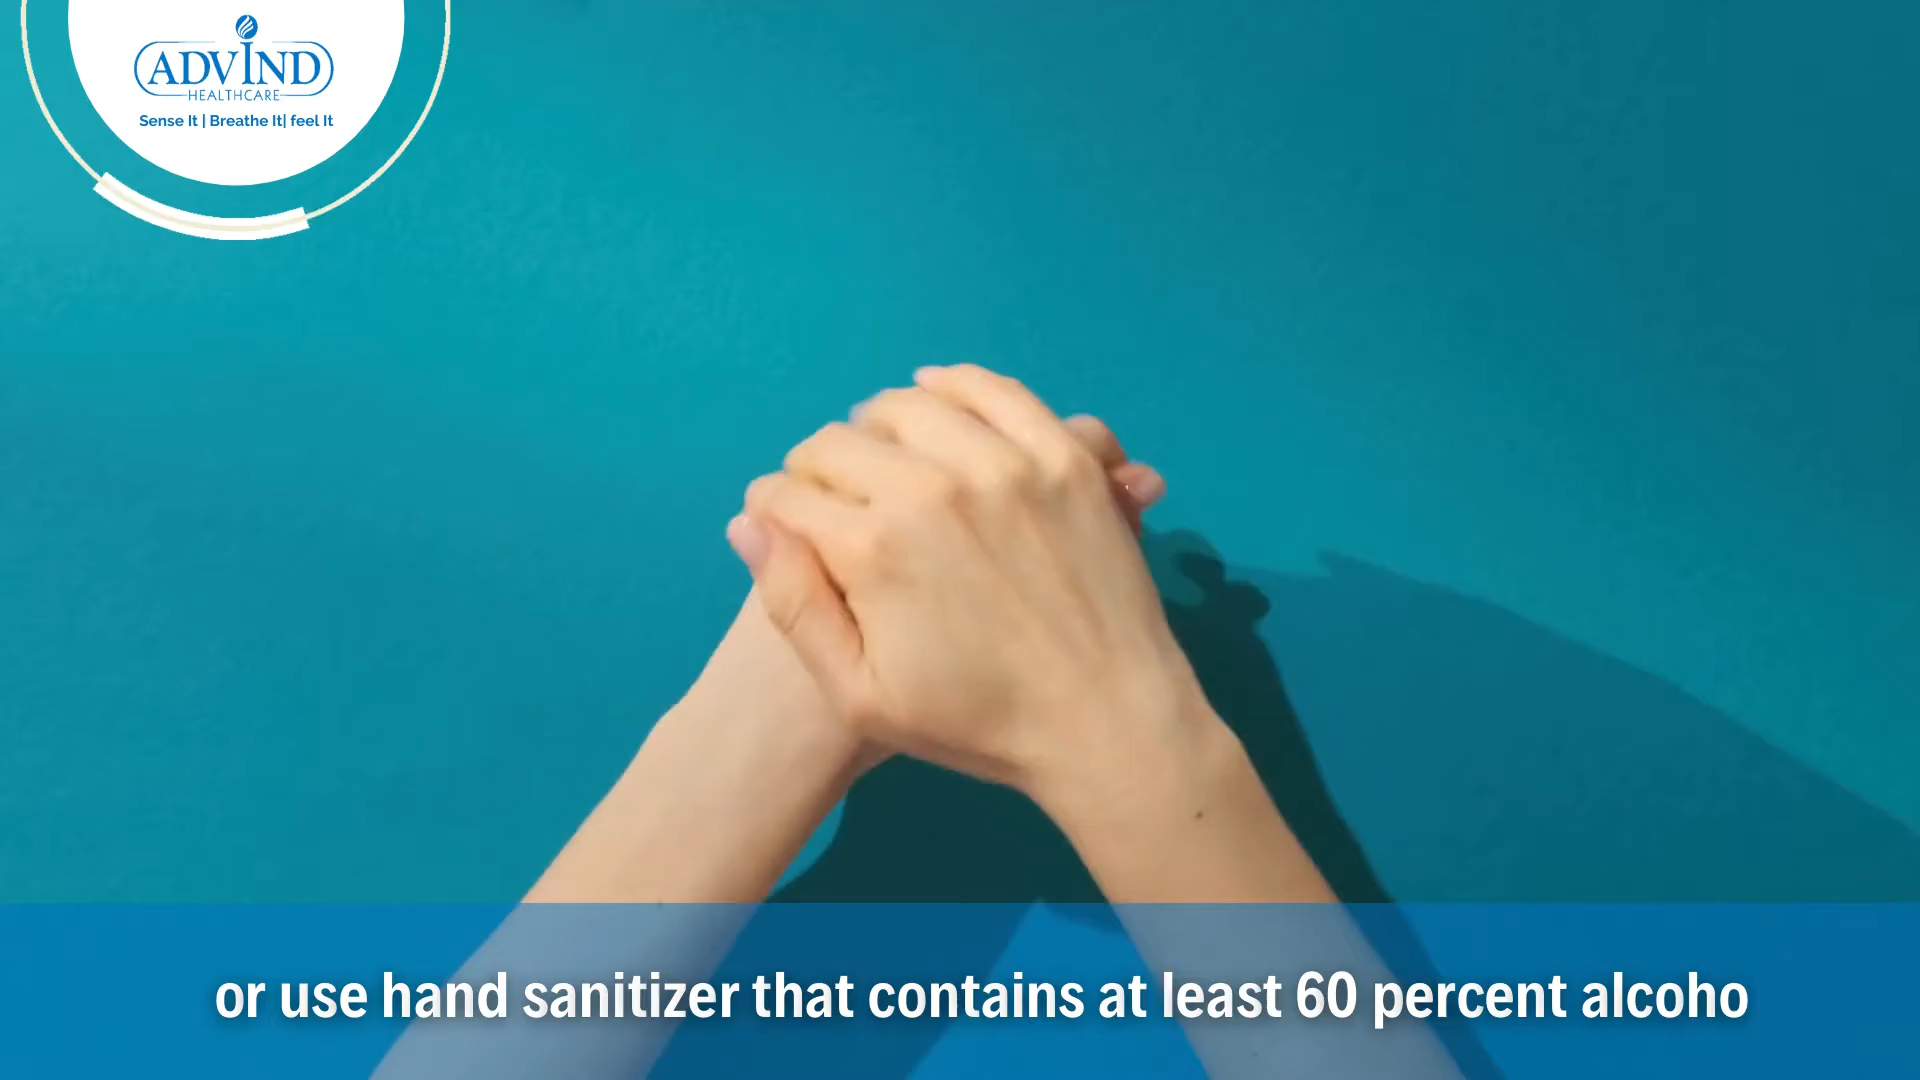 ADVIND
HEALTHCARE
Sense It | Breathe It| feel It
or use hand sanitizer that contains at least 60 percent alcoho